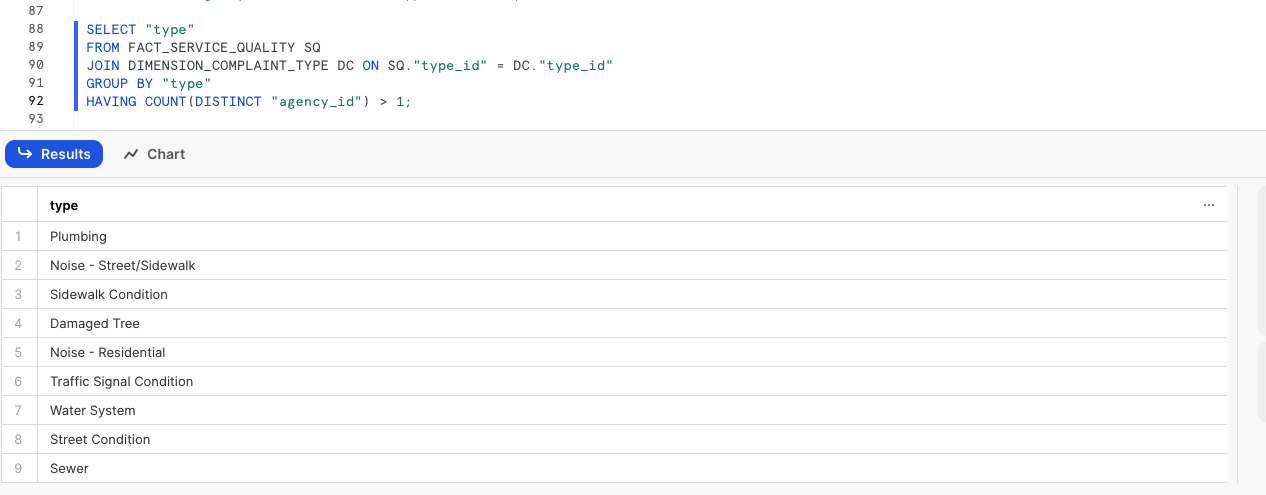 87
88 SELECT "type"
89 FROM FACT_SERVICE_QUALITY SQ
90 JOIN DIMENSION_COMPLAINT_TYPE DC ON SQ."type_id" = DC."type_id"
91 GROUP BY "type"
92 HAVING COUNT(DISTINCT "agency_id") > 1;
93
Results Chart
type ...
1 Plumbing
2 Noise - Street/Sidewalk
3 Sidewalk Condition
4 Damaged Tree
5 Noise - Residential
6 Traffic Signal Condition
7 Water System
8 Street Condition
9 Sewer